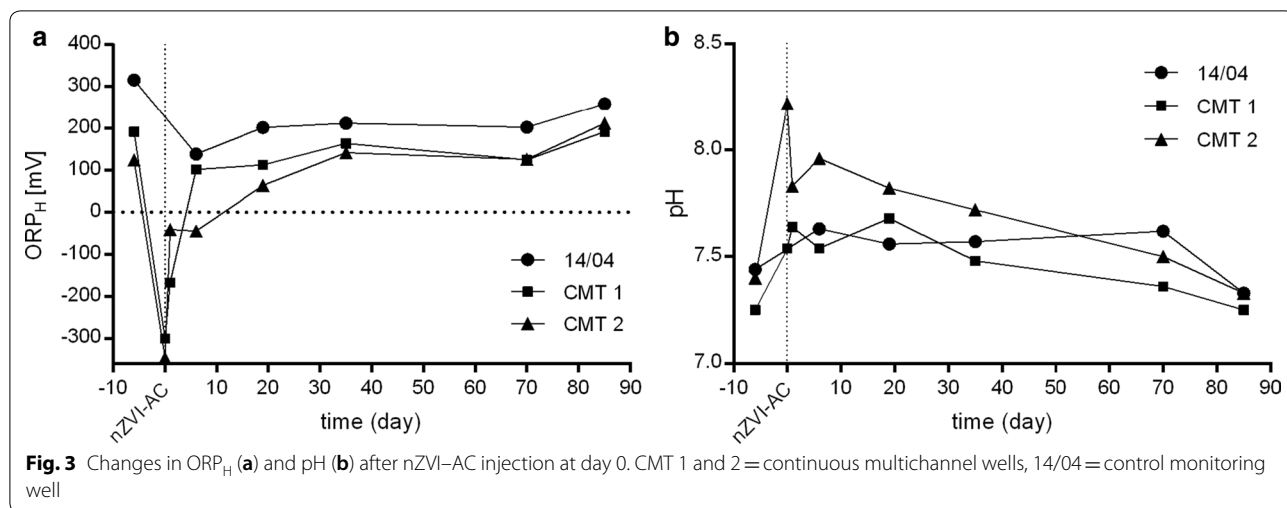 a
400
300
200
100
0
-100
-200
-300
ORP_H [mV]
14/04
CMT 1
CMT 2
-10 0 10 20 30 40 50 60 70 80 90
nZVI-AC
time (day)
b
8.5
8.0
7.5
7.0
pH
14/04
CMT 1
CMT 2
-10 0 10 20 30 40 50 60 70 80 90
nZVI-AC
time (day)
Fig. 3 Changes in ORP_H (a) and pH (b) after nZVI–AC injection at day 0. CMT 1 and 2 = continuous multichannel wells, 14/04 = control monitoring
well